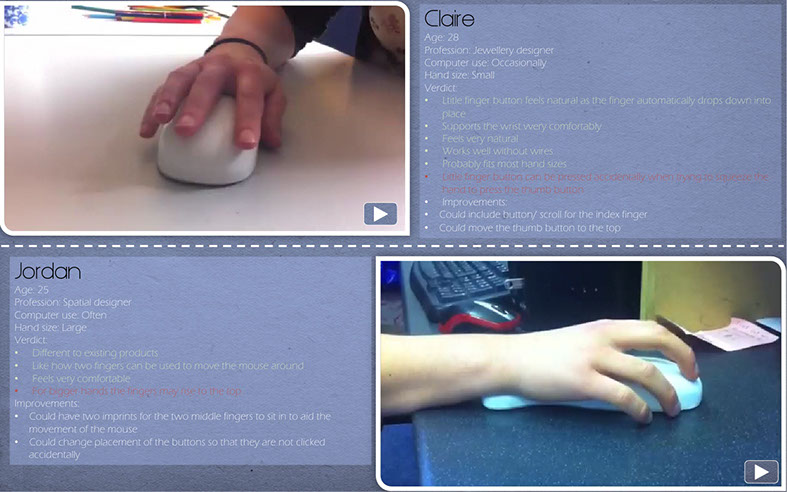 Claire
Age: 28
Profession: Jewellery designer
Computer use: Occasionally
Hand size: Small
Verdict:
• Little finger button feels natural as the finger automatically drops down into
place
• Supports the wrist very comfortably
• Feels very natural
• Works well without wires
• Probably fits most hand sizes
• Little finger button can be pressed accidentally when trying to squeeze the
hand to press the thumb button
• Improvements:
• Could include button/ scroll for the index finger
• Could move the thumb button to the top
Jordan
Age: 25
Profession: Spatial designer
Computer use: Often
Hand size: Large
Verdict:
• Different to existing products
• Like how two fingers can be used to move the mouse around
• Feels very comfortable
• For bigger hands the fingers may rise to the top
Improvements:
• Could have two imprints for the two middle fingers to sit in to aid the
movement of the mouse
• Could change placement of the buttons so that they are not clicked
accidentally